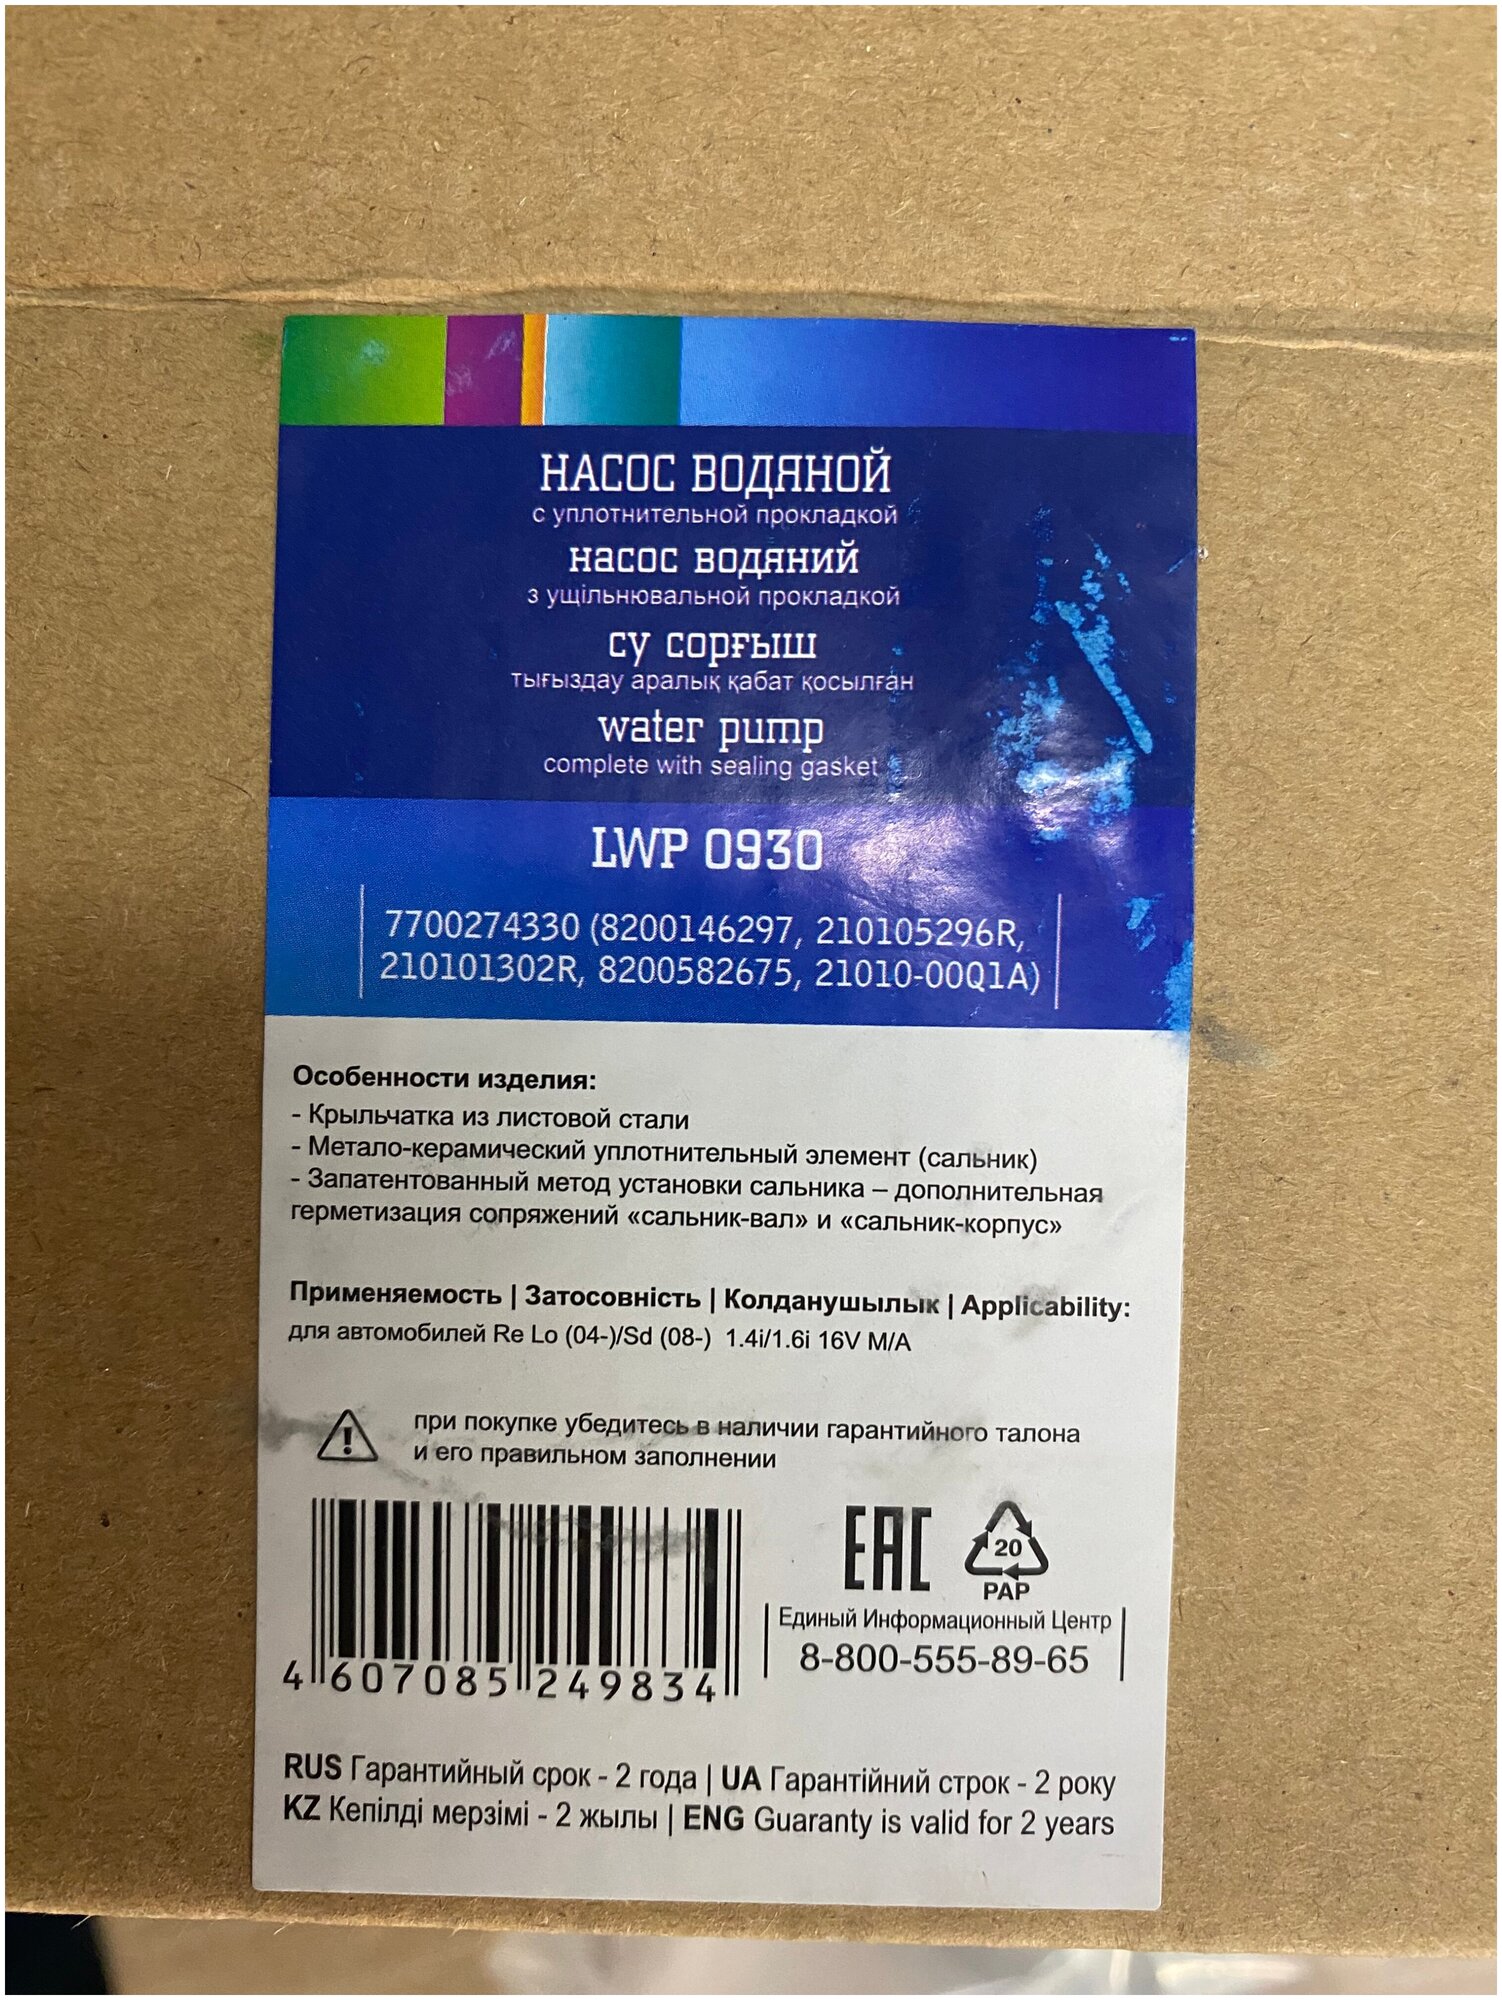 НАСОС ВОДЯНОЙ
с уплотнительной прокладкой
насос водяний
з ущільнювальной прокладкой
су сорғыш
тығыздау аралық қабат қосылған
water pump
complete with sealing gasket
LWP 0930
7700274330 (8200146297, 210105296R,
210101302R, 8200582675, 21010-00Q1A)
Особенности изделия:
- Крыльчатка из листовой стали
- Метало-керамический уплотнительный элемент (сальник)
- Запатентованный метод установки сальника – дополнительная
герметизация сопряжений «сальник-вал» и «сальник-корпус»
Применяемость | Затосовність | Колданушылык | Applicability:
для автомобилей Re Lo (04-)/Sd (08-) 1.4i/1.6i 16V M/A
при покупке убедитесь в наличии гарантийного талона
и его правильном заполнении
EAC
20
PAP
Единый Информационный Центр
8-800-555-89-65
4 607085 249834
RUS Гарантийный срок - 2 года | UA Гарантійний строк - 2 року
KZ Кепілді мерзімі - 2 жылы | ENG Guaranty is valid for 2 years